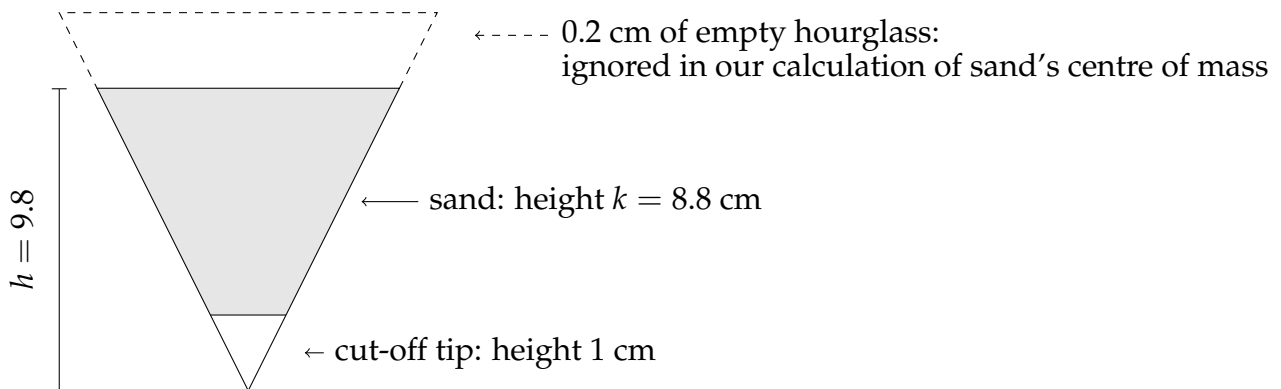 0.2 cm of empty hourglass:
ignored in our calculation of sand's centre of mass
sand: height k = 8.8 cm
h = 9.8
cut-off tip: height 1 cm